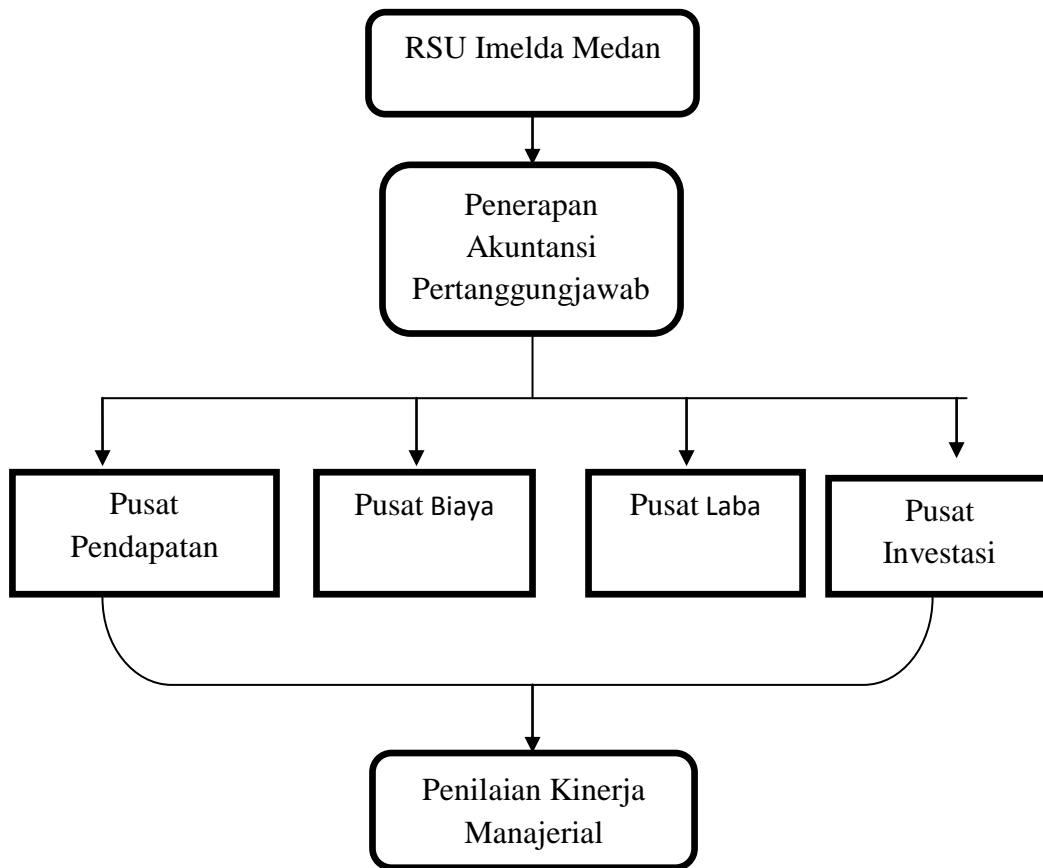 RSU Imelda Medan
Penerapan
Akuntansi
Pertanggungjawab
Pusat
Pendapatan
Pusat Biaya
Pusat Laba
Pusat
Investasi
Penilaian Kinerja
Manajerial